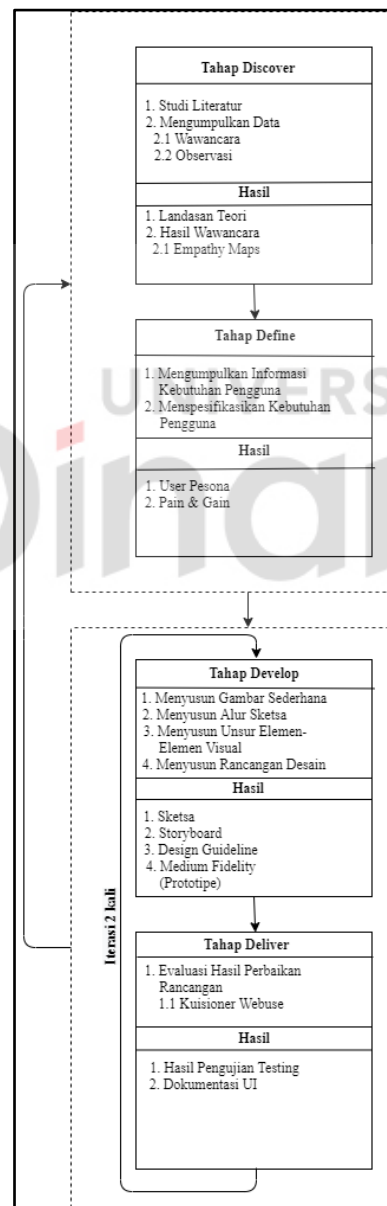 Tahap Discover
1. Studi Literatur
2. Mengumpulkan Data
2.1 Wawancara
2.2 Observasi
Hasil
1. Landasan Teori
2. Hasil Wawancara
2.1 Empathy Maps
Tahap Define
1. Mengumpulkan Informasi
Kebutuhan Pengguna
2. Menspesifikasikan Kebutuhan
Pengguna
Hasil
1. User Pesona
2. Pain & Gain
UNIVERS
Dinar
Tahap Develop
1. Menyusun Gambar Sederhana
2. Menyusun Alur Sketsa
3. Menyusun Unsur Elemen-
Elemen Visual
4. Menyusun Rancangan Desain
Hasil
1. Sketsa
2. Storyboard
3. Design Guideline
4. Medium Fidelity
(Prototipe)
Iterasi 2 kali
Tahap Deliver
1. Evaluasi Hasil Perbaikan
Rancangan
1.1 Kuisioner Webuse
Hasil
1. Hasil Pengujian Testing
2. Dokumentasi UI